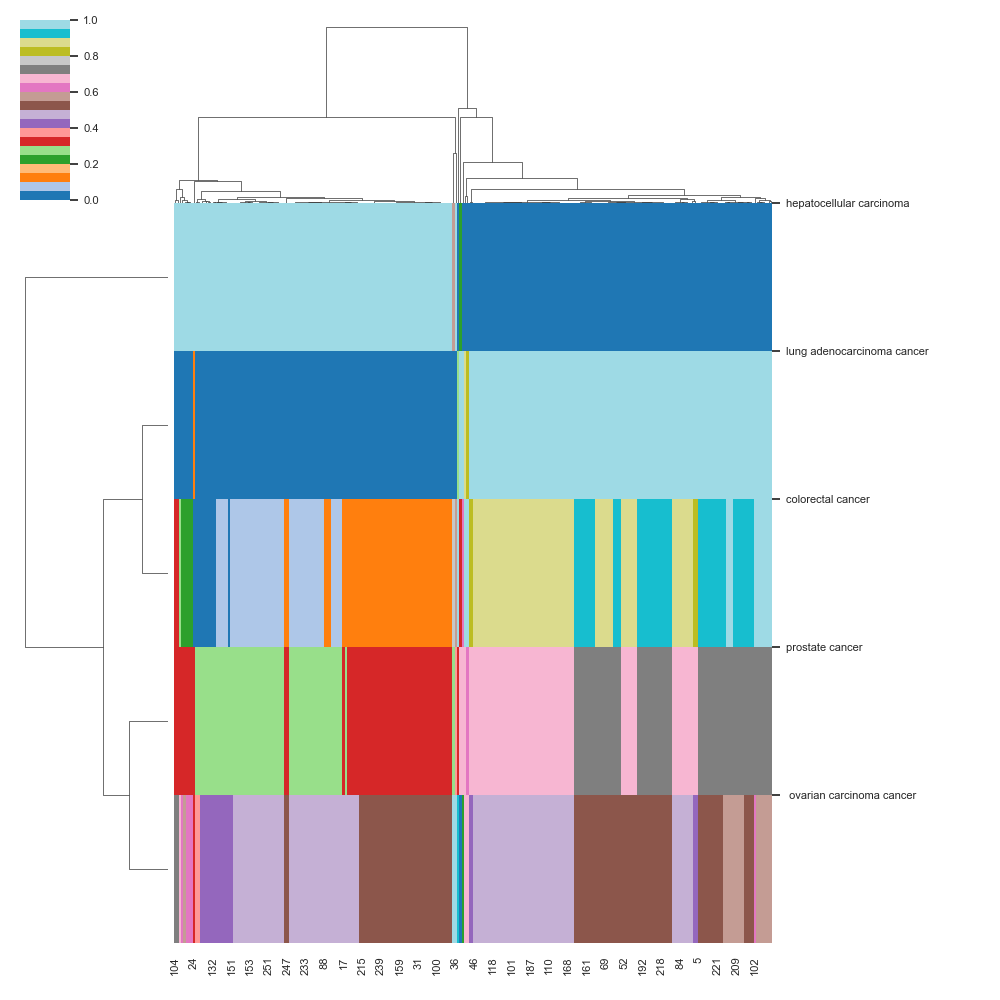 1.0
0.8
0.6
0.4
0.2
0.0
hepatocellular carcinoma
lung adenocarcinoma cancer
colorectal cancer
prostate cancer
ovarian carcinoma cancer
104 24 132 151 153 251 247 233 88 17 215 239 159 31 100 36 46 118 101 187 110 168 161 69 52 192 218 84 5 221 209 102